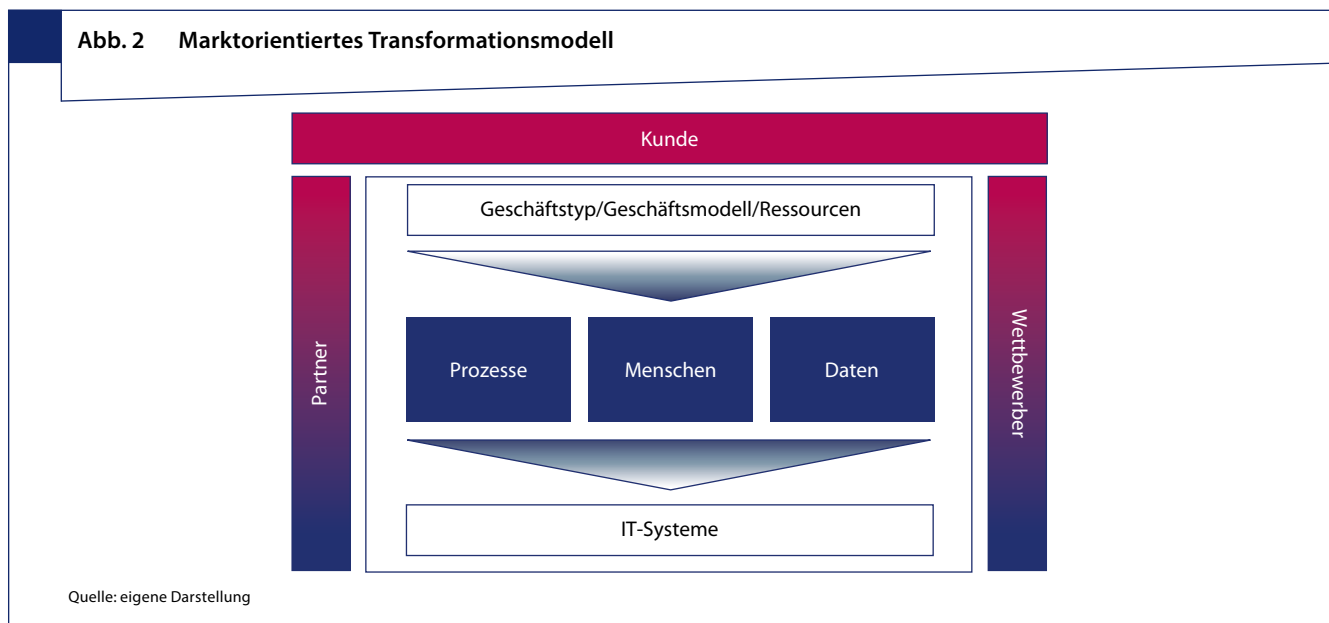 Abb. 2 Marktorientiertes Transformationsmodell
Kunde
Partner
Geschäftstyp/Geschäftsmodell/Ressourcen
Prozesse
Menschen
Daten
IT-Systeme
Wettbewerber
Quelle: eigene Darstellung